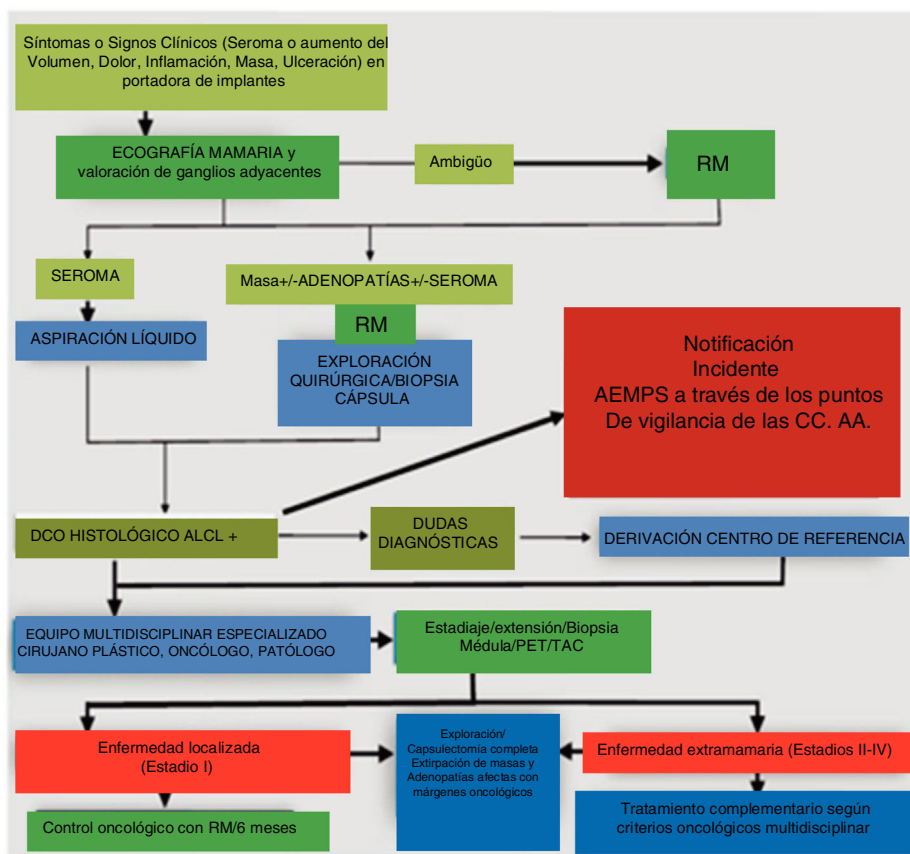 Síntomas o Signos Clínicos (Seroma o aumento del
Volumen, Dolor, Inflamación, Masa, Ulceración) en
portadora de implantes
ECOGRAFÍA MAMARIA y
valoración de ganglios adyacentes
Ambigüo
RM
SEROMA
Masa+/-ADENOPATÍAS+/-SEROMA
RM
ASPIRACIÓN LÍQUIDO
EXPLORACIÓN
QUIRÚRGICA/BIOPSIA
CÁPSULA
Notificación
Incidente
AEMPS a través de los puntos
De vigilancia de las CC. AA.
DCO HISTOLÓGICO ALCL +
DUDAS
DIAGNÓSTICAS
DERIVACIÓN CENTRO DE REFERENCIA
EQUIPO MULTIDISCIPLINAR ESPECIALIZADO
CIRUJANO PLÁSTICO, ONCÓLOGO, PATÓLOGO
Estadiaje/extensión/Biopsia
Médula/PET/TAC
Enfermedad localizada
(Estadio I)
Exploración/
Capsulectomía completa
Extirpación de masas y
Adenopatías afectas con
márgenes oncológicos
Enfermedad extramamaria (Estadios II-IV)
Control oncológico con RM/6 meses
Tratamiento complementario según
criterios oncológicos multidisciplinar